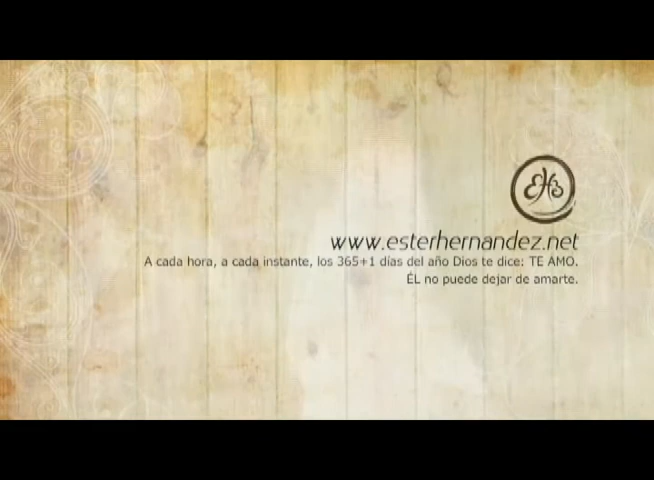 www.esterhernandez.net
A cada hora, a cada instante, los 365+1 días del año Dios te dice: TE AMO.
ÉL no puede dejar de amarte.